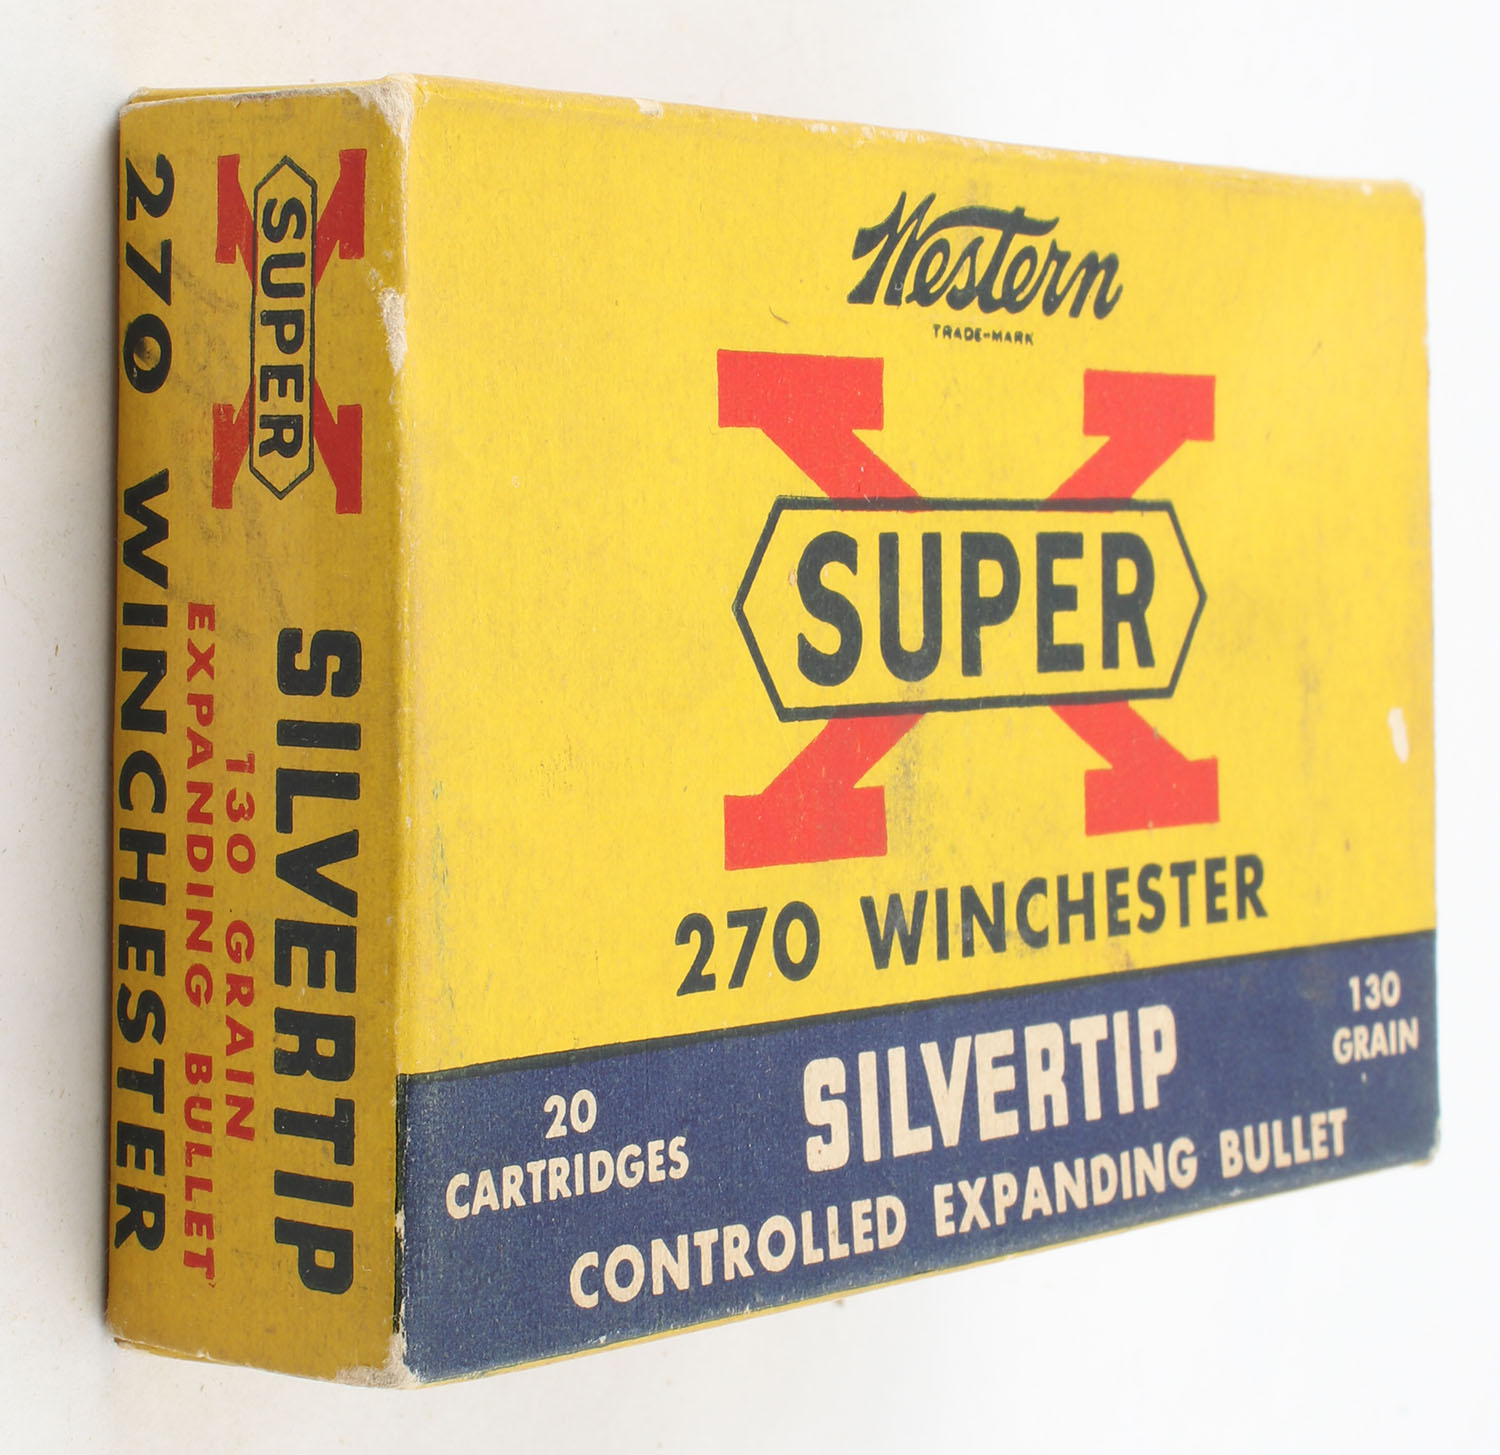 Western
TRADE-MARK
SUPER X
270 WINCHESTER
20 CARTRIDGES
SILVERTIP
130 GRAIN
CONTROLLED EXPANDING BULLET
SUPER X
SILVERTIP
130 GRAIN
EXPANDING BULLET
270 WINCHESTER